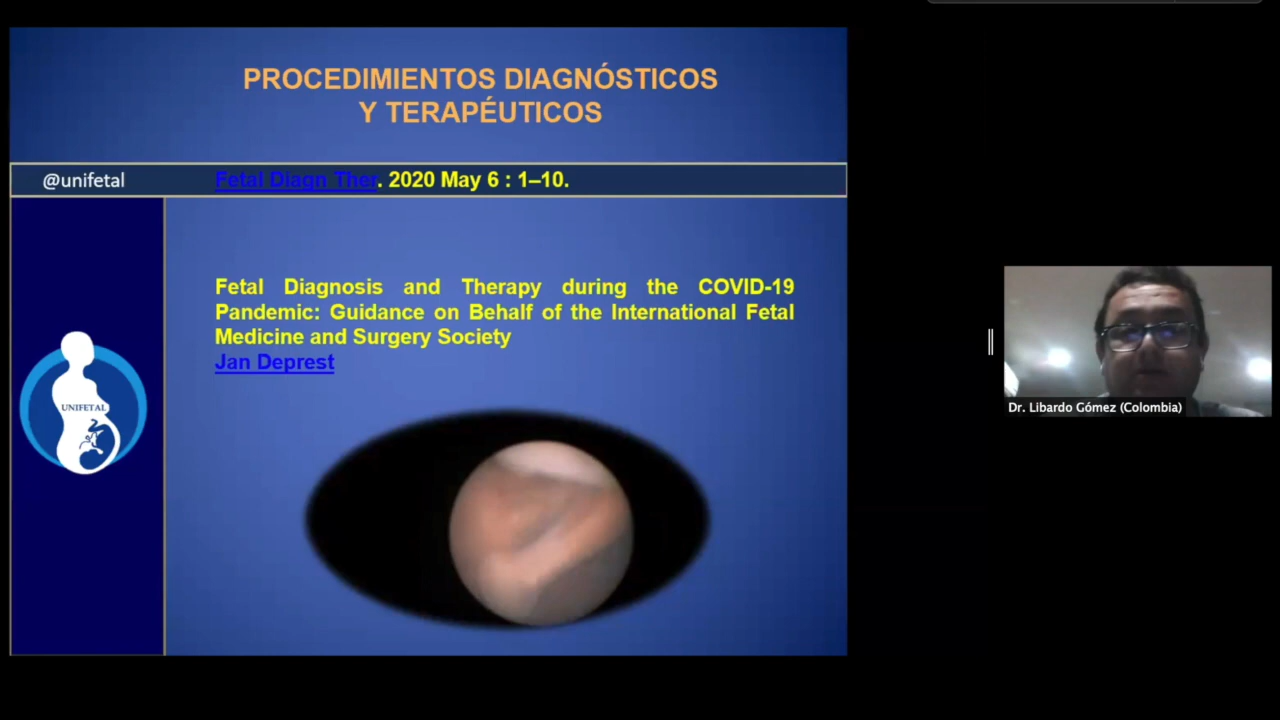 PROCEDIMIENTOS DIAGNÓSTICOS
Y TERAPÉUTICOS
@unifetal
Fetal Diagn Ther. 2020 May 6 : 1–10.
Fetal Diagnosis and Therapy during the COVID-19
Pandemic: Guidance on Behalf of the International Fetal
Medicine and Surgery Society
Jan Deprest
UNIFETAL
Dr. Libardo Gómez (Colombia)